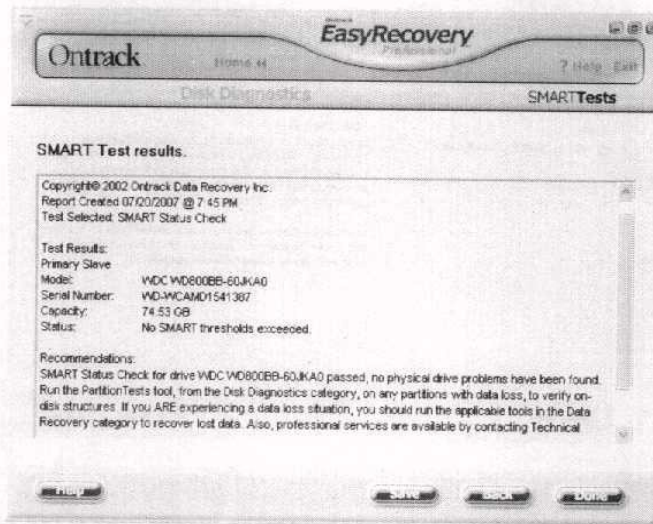 Ontrack
EasyRecovery
Professional
Ontrack
Home
? Help Exit
Disk Diagnostics
SMARTTests
SMART Test results.
Copyright© 2002 Ontrack Data Recovery Inc.
Report Created 07/20/2007 @ 7:45 PM
Test Selected: SMART Status Check
Test Results:
Primary Slave
Model: WDC WD800BB-60JKA0
Serial Number: WD-WCAMD1541387
Capacity: 74.53 GB
Status: No SMART thresholds exceeded.
Recommendations:
SMART Status Check for drive WDC WD800BB-60JKA0 passed, no physical drive problems have been found.
Run the PartitionTests tool, from the Disk Diagnostics category, on any partitions with data loss, to verify on-
disk structures. If you ARE experiencing a data loss situation, you should run the applicable tools in the Data
Recovery category to recover lost data. Also, professional services are available by contacting Technical
Help
Save
Back
Done